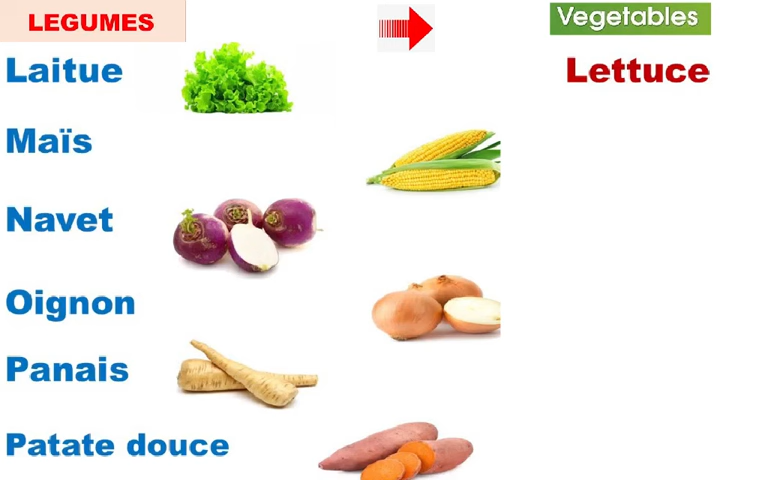 LEGUMES
Vegetables
Laitue
Lettuce
Maïs
Navet
Oignon
Panais
Patate douce